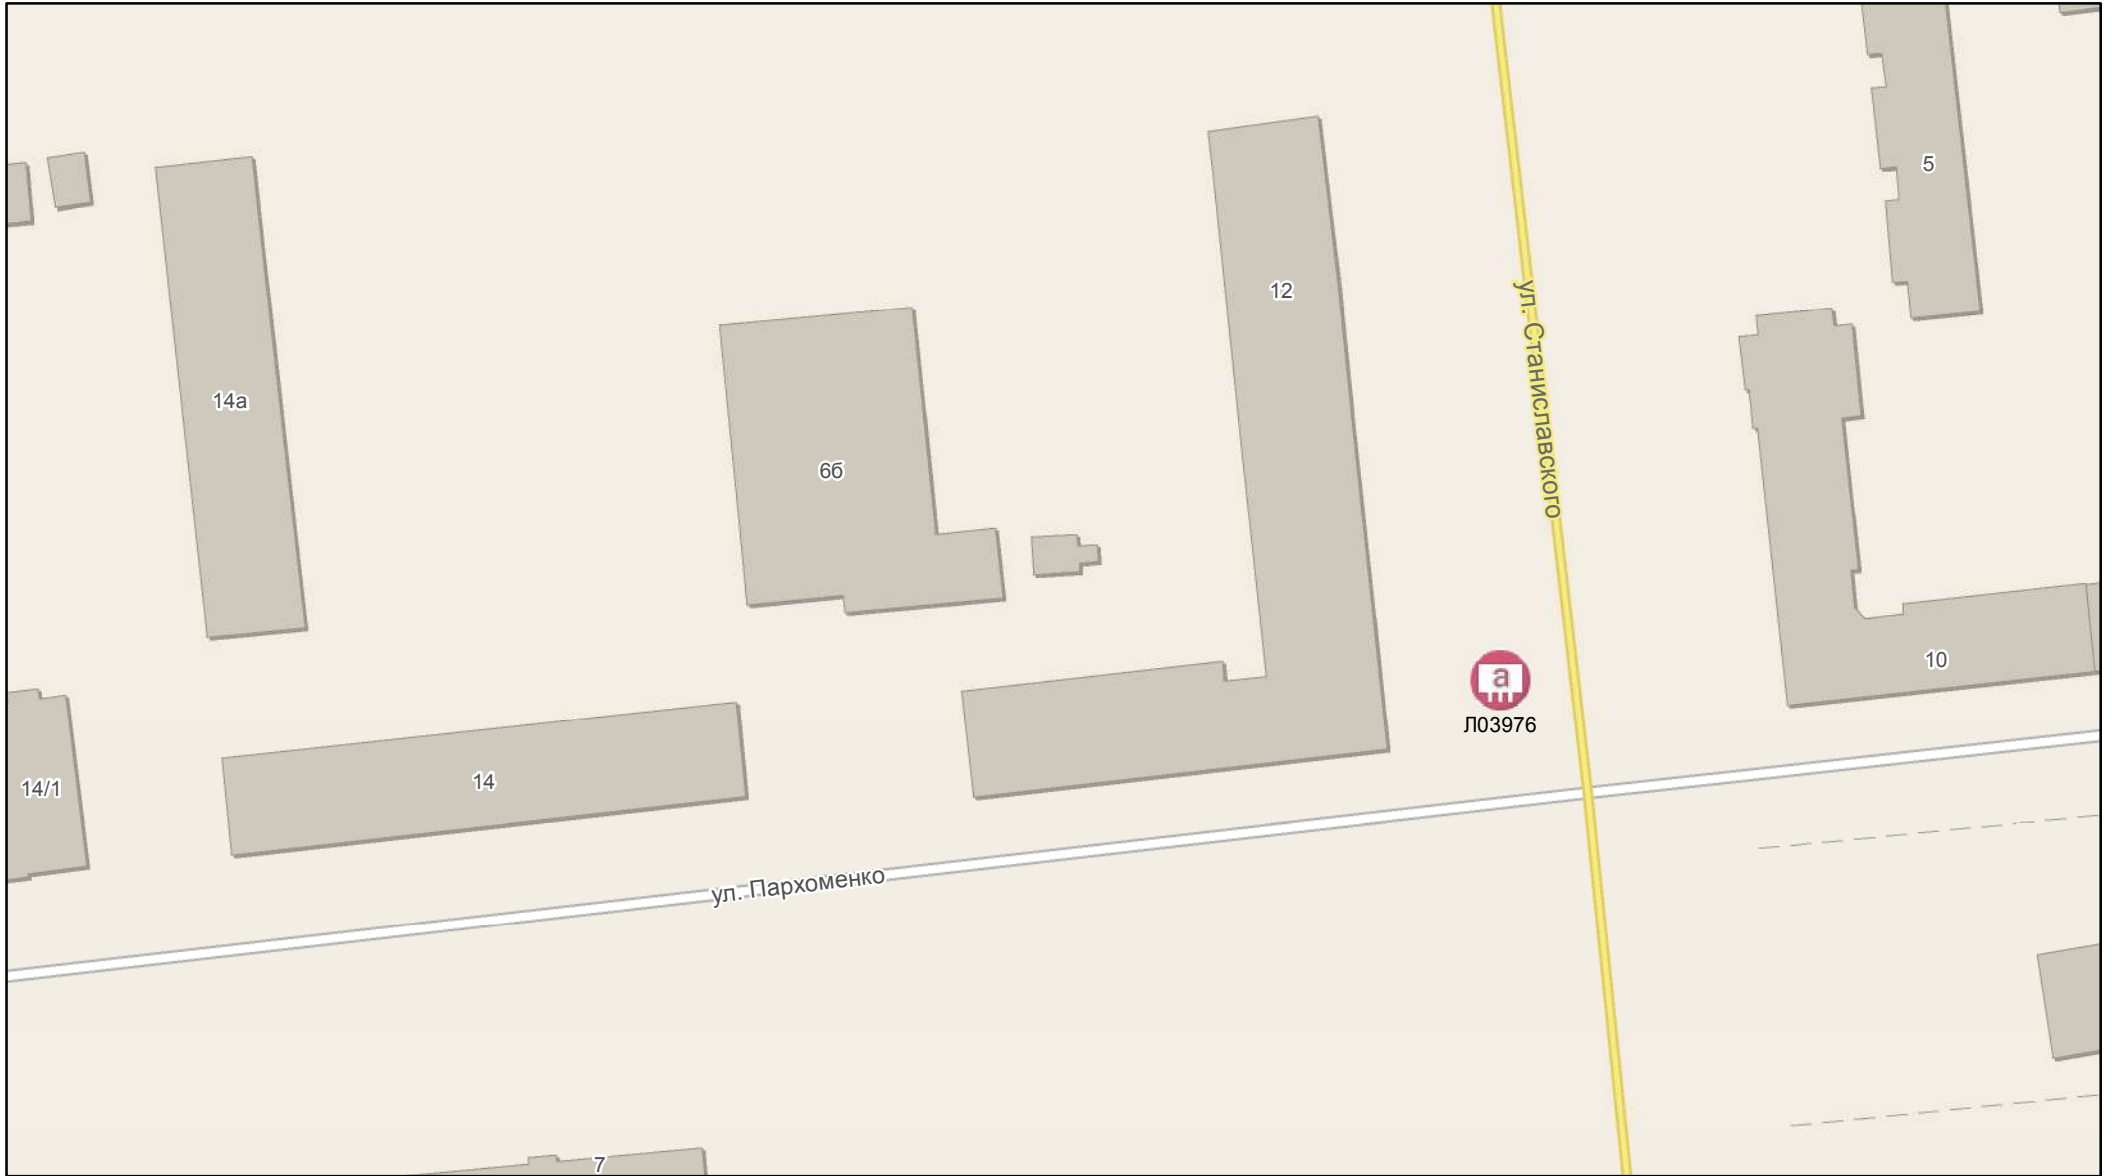 5
12
ул. Станиславского
14а
6б
10
а
Л03976
14
14/1
ул. Пархоменко
7